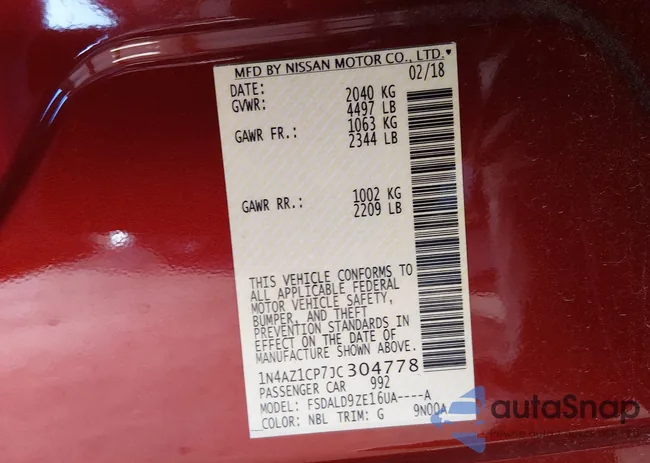 MFD BY NISSAN MOTOR CO., LTD.
DATE: 02/18
GVWR: 2040 KG
4497 LB
GAWR FR.: 1063 KG
2344 LB
GAWR RR.: 1002 KG
2209 LB
THIS VEHICLE CONFORMS TO
ALL APPLICABLE FEDERAL
MOTOR VEHICLE SAFETY,
BUMPER, AND THEFT
PREVENTION STANDARDS IN
EFFECT ON THE DATE OF
MANUFACTURE SHOWN ABOVE.
1N4AZ1CP7JC304778
PASSENGER CAR 992
MODEL: FSDALD9ZE16UA----A
COLOR: NBL TRIM: G 9N00A
autaSnap